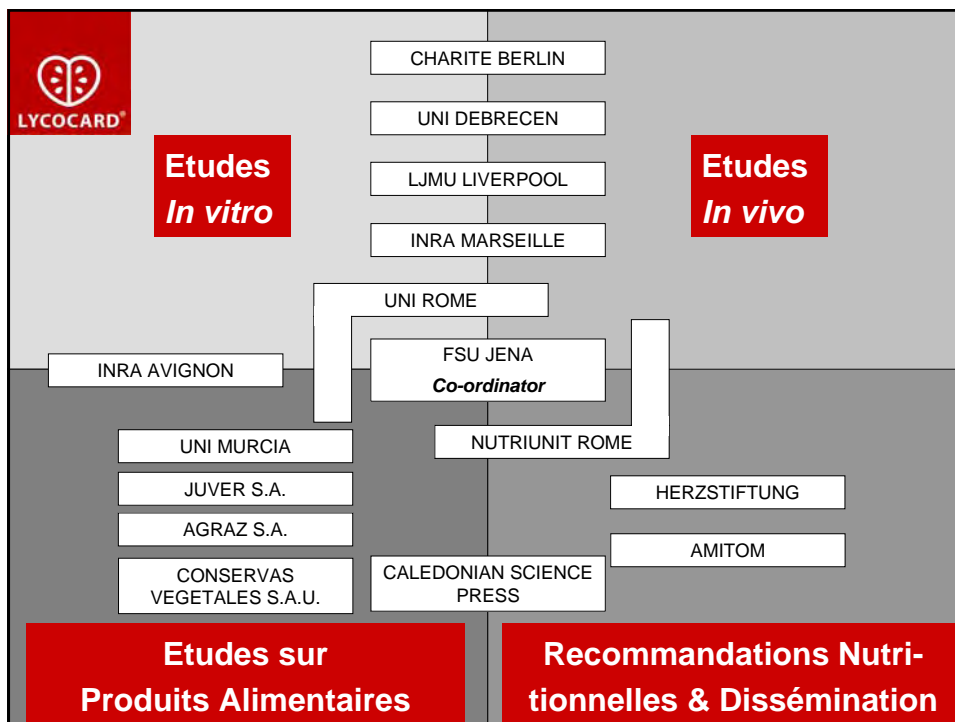 LYCOCARD®
CHARITE BERLIN
UNI DEBRECEN
Etudes
In vitro
LJMU LIVERPOOL
Etudes
In vivo
INRA MARSEILLE
UNI ROME
INRA AVIGNON
FSU JENA
Co-ordinator
UNI MURCIA
NUTRIUNIT ROME
JUVER S.A.
HERZSTIFTUNG
AGRAZ S.A.
AMITOM
CONSERVAS
VEGETALES S.A.U.
CALEDONIAN SCIENCE
PRESS
Etudes sur
Produits Alimentaires
Recommandations Nutri-
tionnelles & Dissémination